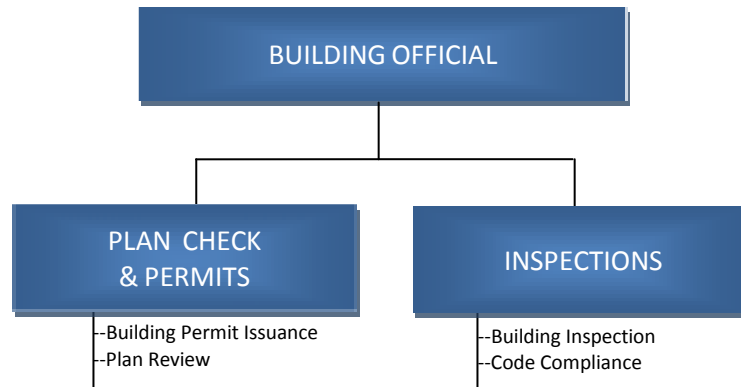 BUILDING OFFICIAL
PLAN CHECK
& PERMITS
--Building Permit Issuance
--Plan Review
INSPECTIONS
--Building Inspection
--Code Compliance